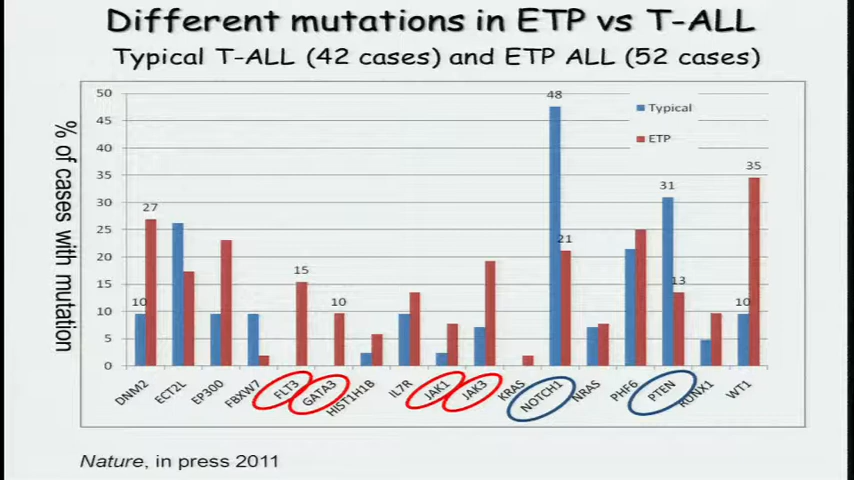 Different mutations in ETP vs T-ALL
Typical T-ALL (42 cases) and ETP ALL (52 cases)
% of cases with mutation
50
45
40
35
30
25
20
15
10
5
0
Typical
ETP
10
27
15
10
48
21
31
13
10
35
DNM2
ECT2L
EP300
FBXW7
FLT3
GATA3
HIST1H1B
IL7R
JAK1
JAK3
KRAS
NOTCH1
NRAS
PHF6
PTEN
RUNX1
WT1
Nature, in press 2011